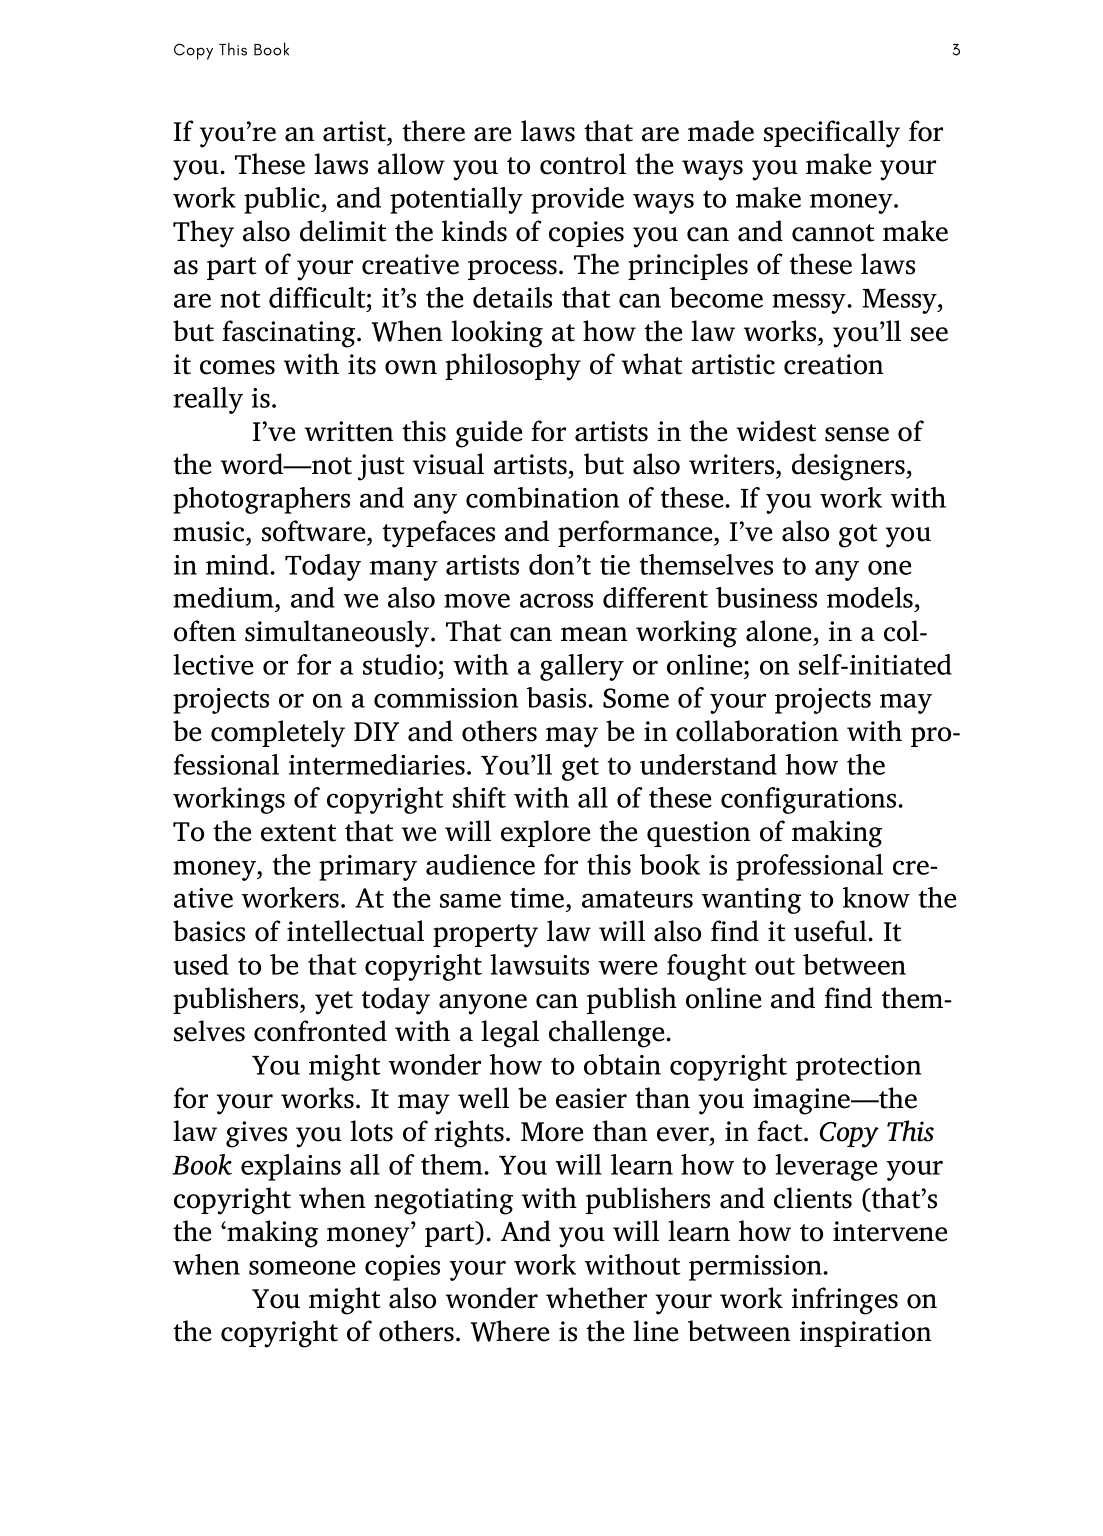 Copy This Book 3
If you’re an artist, there are laws that are made specifically for
you. These laws allow you to control the ways you make your
work public, and potentially provide ways to make money.
They also delimit the kinds of copies you can and cannot make
as part of your creative process. The principles of these laws
are not difficult; it’s the details that can become messy. Messy,
but fascinating. When looking at how the law works, you’ll see
it comes with its own philosophy of what artistic creation
really is.
I’ve written this guide for artists in the widest sense of
the word—not just visual artists, but also writers, designers,
photographers and any combination of these. If you work with
music, software, typefaces and performance, I’ve also got you
in mind. Today many artists don’t tie themselves to any one
medium, and we also move across different business models,
often simultaneously. That can mean working alone, in a col-
lective or for a studio; with a gallery or online; on self-initiated
projects or on a commission basis. Some of your projects may
be completely DIY and others may be in collaboration with pro-
fessional intermediaries. You’ll get to understand how the
workings of copyright shift with all of these configurations.
To the extent that we will explore the question of making
money, the primary audience for this book is professional cre-
ative workers. At the same time, amateurs wanting to know the
basics of intellectual property law will also find it useful. It
used to be that copyright lawsuits were fought out between
publishers, yet today anyone can publish online and find them-
selves confronted with a legal challenge.
You might wonder how to obtain copyright protection
for your works. It may well be easier than you imagine—the
law gives you lots of rights. More than ever, in fact. Copy This
Book explains all of them. You will learn how to leverage your
copyright when negotiating with publishers and clients (that’s
the ‘making money’ part). And you will learn how to intervene
when someone copies your work without permission.
You might also wonder whether your work infringes on
the copyright of others. Where is the line between inspiration